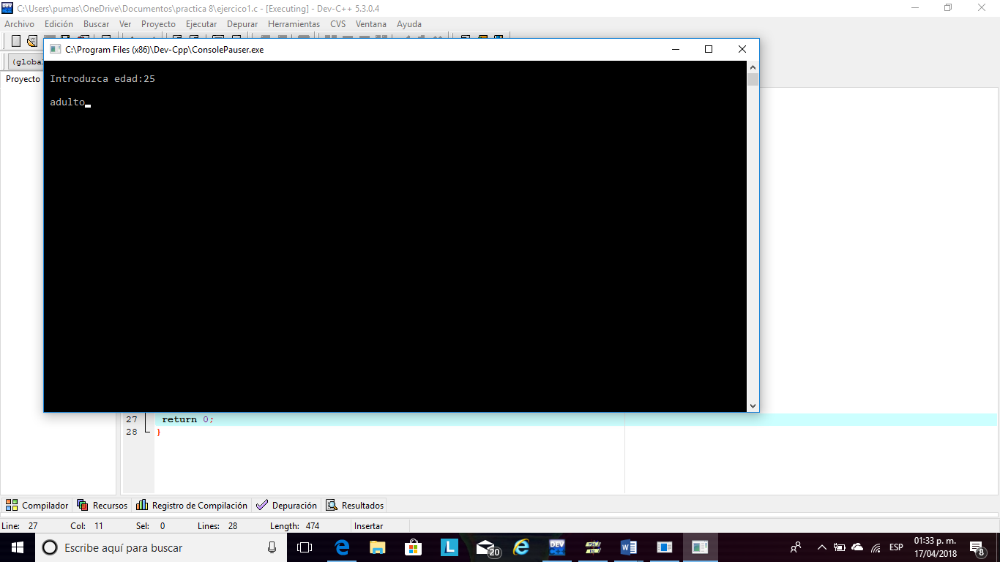 C:\Users\pumas\OneDrive\Documentos\practica 8\ejercico1.c - [Executing] - Dev-C++ 5.3.0.4
Archivo Edición Buscar Ver Proyecto Ejecutar Depurar Herramientas CVS Ventana Ayuda
C:\Program Files (x86)\Dev-Cpp\ConsolePauser.exe
(globa
Proyecto
Introduzca edad:25
adulto
27 return 0;
28 }
Compilador Recursos Registro de Compilación Depuración Resultados
Line: 27 Col: 11 Sel: 0 Lines: 28 Length: 474 Insertar
Escribe aquí para buscar
L
20
DEV
ESP
01:33 p. m.
17/04/2018
8